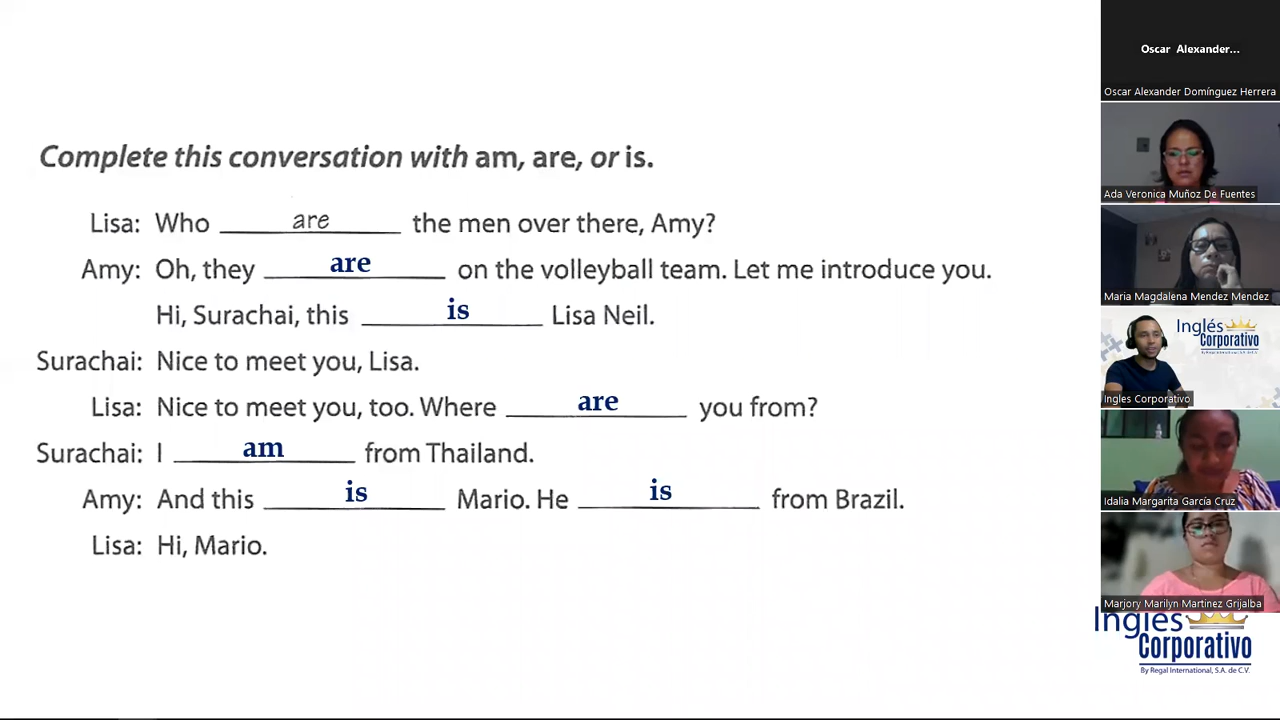 Complete this conversation with am, are, or is.
Lisa: Who are the men over there, Amy?
Amy: Oh, they are on the volleyball team. Let me introduce you.
Hi, Surachai, this is Lisa Neil.
Surachai: Nice to meet you, Lisa.
Lisa: Nice to meet you, too. Where are you from?
Surachai: I am from Thailand.
Amy: And this is Mario. He is from Brazil.
Lisa: Hi, Mario.
Oscar Alexander...
Oscar Alexander Domínguez Herrera
Ada Veronica Muñoz De Fuentes
Maria Magdalena Mendez Mendez
Inglés
Corporativo
By Regal International, S.A. de C.V.
Ingles Corporativo
Idalia Margarita García Cruz
Marjory Marilyn Martinez Grijalba
Inglés
Corporativo
By Regal International, S.A. de C.V.